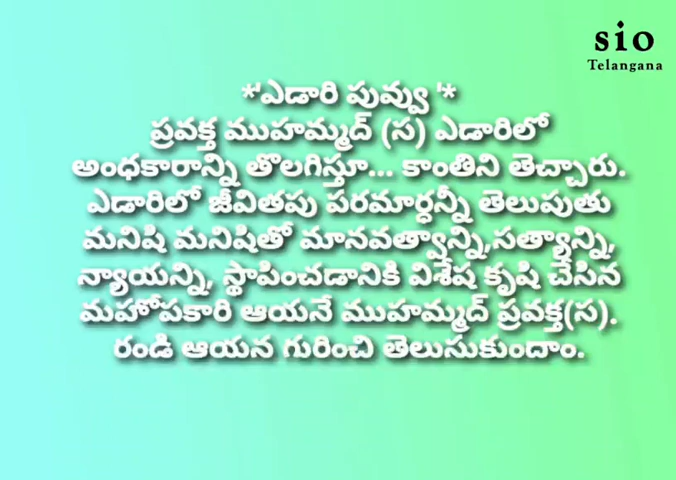 sio
Telangana
*'ఎడారి పువ్వు '*
ప్రవక్త ముహమ్మద్ (స) ఎడారిలో
అంధకారాన్ని తొలగిస్తూ... కాంతిని తెచ్చారు.
ఎడారిలో జీవితపు పరమార్ధన్నీ తెలుపుతు
మనిషి మనిషితో మానవత్వాన్ని,సత్యాన్ని,
న్యాయన్ని, స్థాపించడానికి విశేష కృషి చేసిన
మహోపకారి ఆయనే ముహమ్మద్ ప్రవక్త(స).
రండి ఆయన గురించి తెలుసుకుందాం.